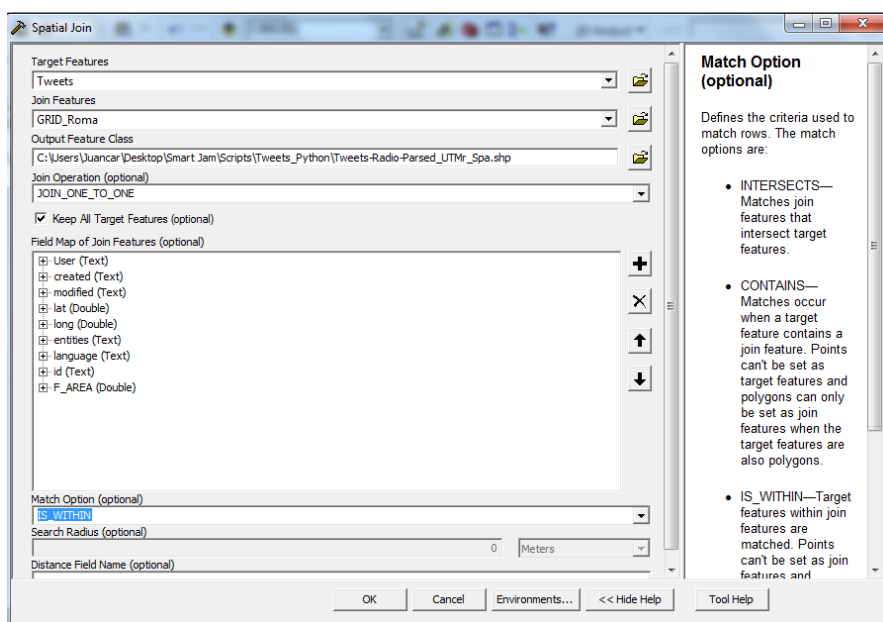 Spatial Join
Target Features
Tweets
Join Features
GRID_Roma
Output Feature Class
C:\Users\Juancar\Desktop\Smart Jam\Scripts\Tweets_Python\Tweets-Radio-Parsed_UTMr_Spa.shp
Join Operation (optional)
JOIN_ONE_TO_ONE
Keep All Target Features (optional)
Field Map of Join Features (optional)
User (Text)
created (Text)
modified (Text)
lat (Double)
long (Double)
entities (Text)
language (Text)
id (Text)
F_AREA (Double)
Match Option (optional)
IS_WITHIN
Search Radius (optional)
0 Meters
Distance Field Name (optional)
OK Cancel Environments... << Hide Help Tool Help
Match Option
(optional)
Defines the criteria used to
match rows. The match
options are:
• INTERSECTS—
Matches join
features that
intersect target
features.
• CONTAINS—
Matches occur
when a target
feature contains a
join feature. Points
can't be set as
target features and
polygons can only
be set as join
features when the
target features are
also polygons.
• IS_WITHIN—Target
features within join
features are
matched. Points
can't be set as join
features and